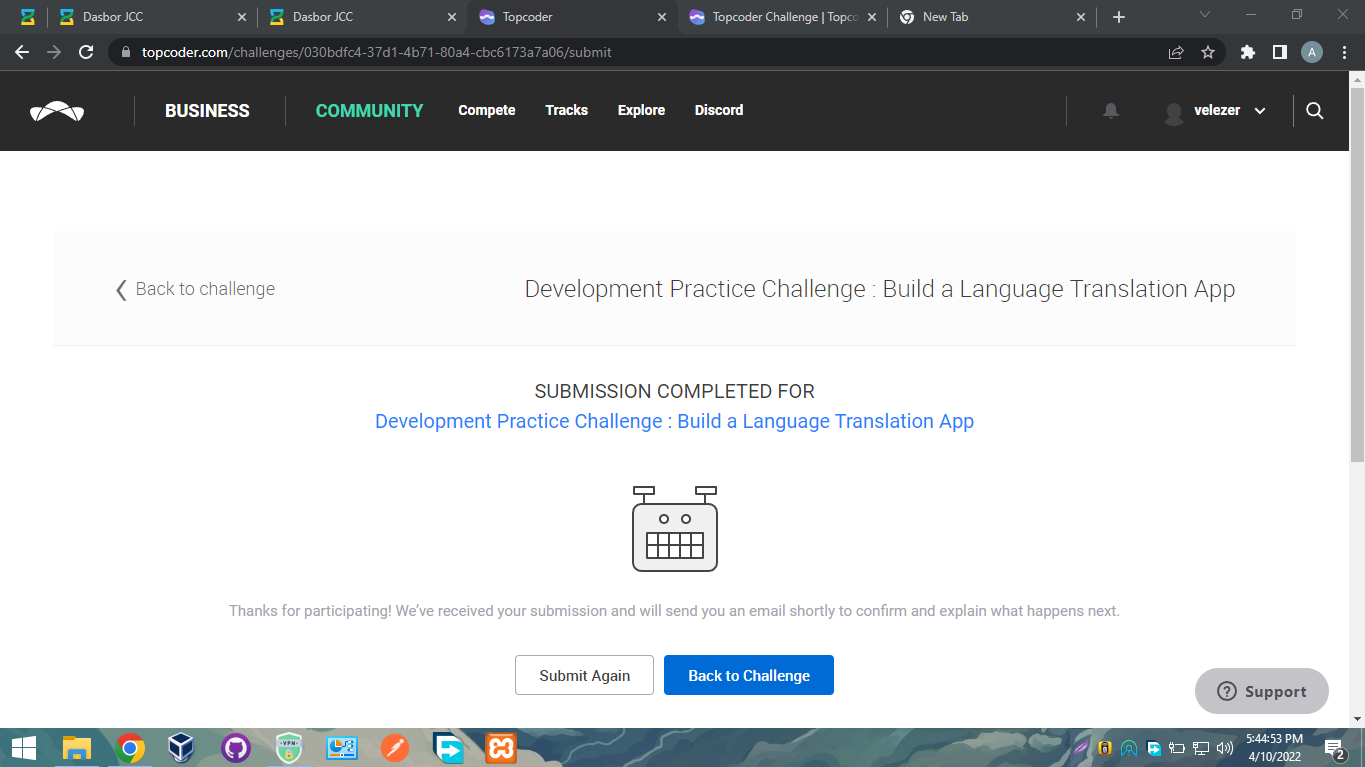 Dasbor JCC
Dasbor JCC
Topcoder
Topcoder Challenge | Topco
New Tab
topcoder.com/challenges/030bdfc4-37d1-4b71-80a4-cbc6173a7a06/submit
A
BUSINESS
COMMUNITY
Compete
Tracks
Explore
Discord
velezer
Back to challenge
Development Practice Challenge : Build a Language Translation App
SUBMISSION COMPLETED FOR
Development Practice Challenge : Build a Language Translation App
Thanks for participating! We’ve received your submission and will send you an email shortly to confirm and explain what happens next.
Submit Again
Back to Challenge
Support
VPN
5:44:53 PM
4/10/2022
2